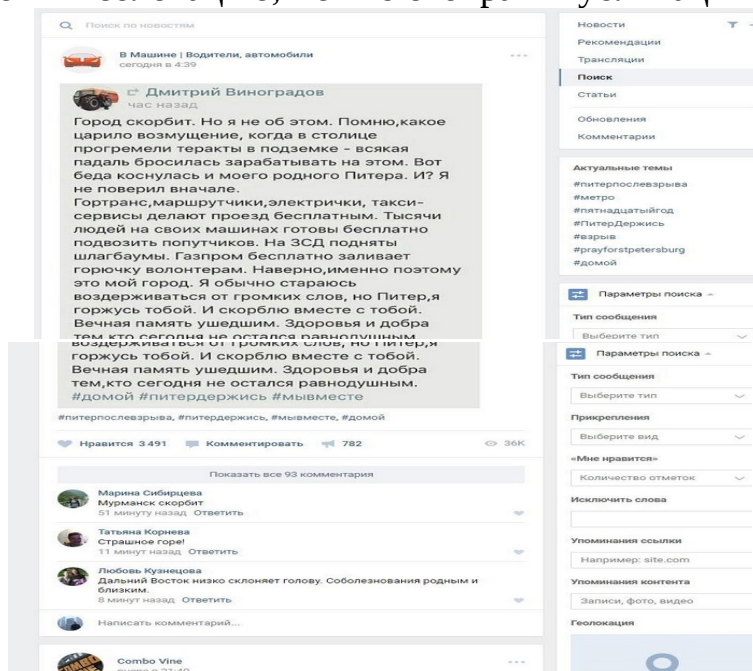 Поиск по новостям
В Машине | Водители, автомобили
сегодня в 4:39
Дмитрий Виноградов
час назад
Город скорбит. Но я не об этом. Помню,какое
царило возмущение, когда в столице
прогремели теракты в подземке - всякая
падаль бросилась зарабатывать на этом. Вот
беда коснулась и моего родного Питера. И? Я
не поверил вначале.
Гортранс,маршрутчики,электрички, такси-
сервисы делают проезд бесплатным. Тысячи
людей на своих машинах готовы бесплатно
подвозить попутчиков. На ЗСД подняты
шлагбаумы. Газпром бесплатно заливает
горючку волонтерам. Наверно,именно поэтому
это мой город. Я обычно стараюсь
воздерживаться от громких слов, но Питер,я
горжусь тобой. И скорблю вместе с тобой.
Вечная память ушедшим. Здоровья и добра
тем,кто сегодня не остался равнодушным
воздерживаться от громких слов, но Питер,я
горжусь тобой. И скорблю вместе с тобой.
Вечная память ушедшим. Здоровья и добра
тем,кто сегодня не остался равнодушным.
#домой #питердержись #мывместе
#питерпослевзрыва, #питердержись, #мывместе, #домой
Нравится 3 491 Комментировать 782 36K
Показать все 93 комментария
Марина Сибирцева
Мурманск скорбит
51 минуту назад Ответить
Татьяна Корнева
Страшное горе!
11 минут назад Ответить
Любовь Кузнецова
Дальний Восток низко склоняет голову. Соболезнования родным и
близким.
8 минут назад Ответить
Написать комментарий...
Combo Vine
Новости
Рекомендации
Трансляции
Поиск
Статьи
Обновления
Комментарии
Актуальные темы
#питерпослевзрыва
#метро
#пятнадцатыйгод
#ПитерДержись
#взрыв
#prayforstpetersburg
#домой
Параметры поиска
Тип сообщения
Выберите тип
Параметры поиска
Тип сообщения
Выберите тип
Прикрепления
Выберите вид
«Мне нравится»
Количество отметок
Исключить слова
Упоминания ссылки
Например: site.com
Упоминания контента
Записи, фото, видео
Геолокация